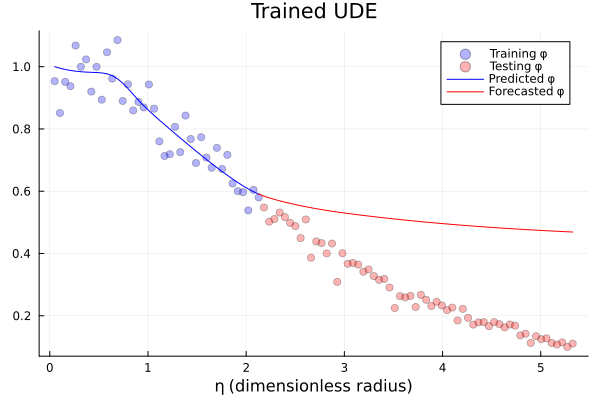 Trained UDE
Training φ
Testing φ
Predicted φ
Forecasted φ
1.0
0.8
0.6
0.4
0.2
0 1 2 3 4 5
η (dimensionless radius)